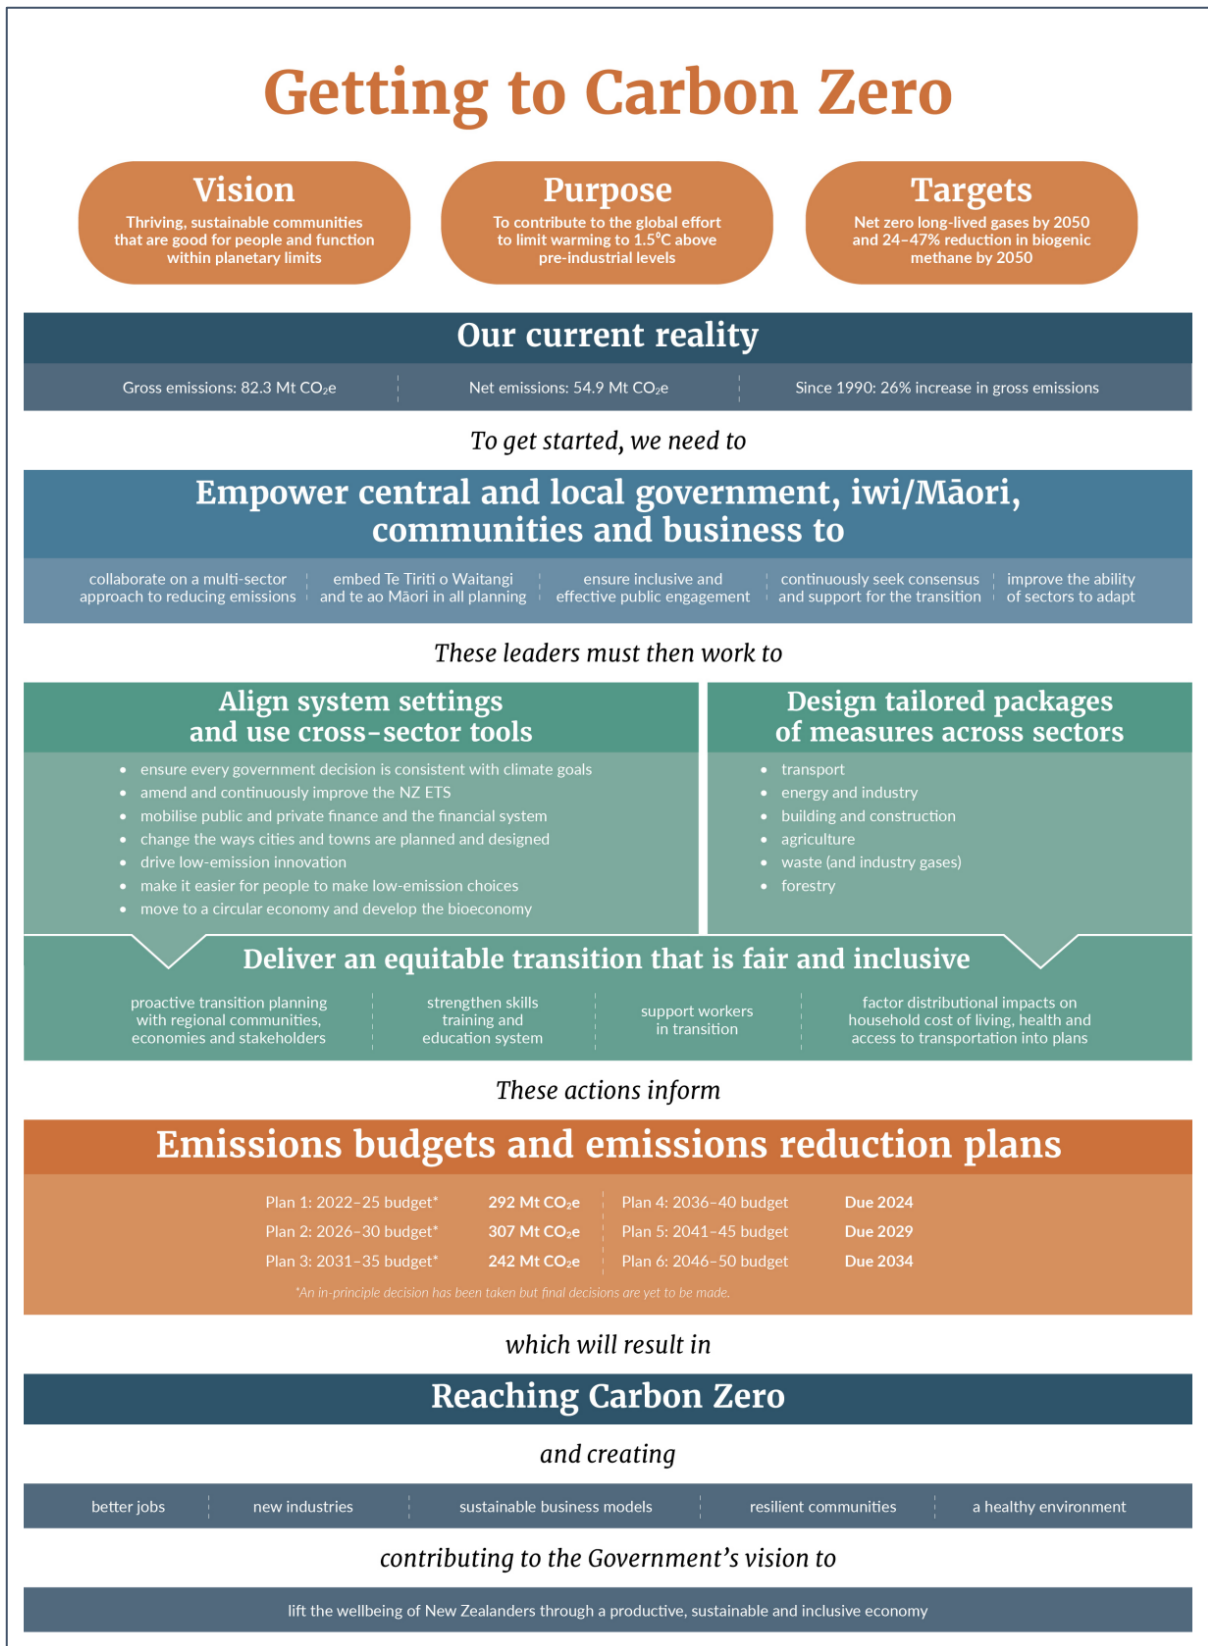 Getting to Carbon Zero
Vision
Thriving, sustainable communities
that are good for people and function
within planetary limits
Purpose
To contribute to the global effort
to limit warming to 1.5°C above
pre-industrial levels
Targets
Net zero long-lived gases by 2050
and 24–47% reduction in biogenic
methane by 2050
Our current reality
Gross emissions: 82.3 Mt CO₂e
Net emissions: 54.9 Mt CO₂e
Since 1990: 26% increase in gross emissions
To get started, we need to
Empower central and local government, iwi/Māori,
communities and business to
collaborate on a multi-sector
approach to reducing emissions
embed Te Tiriti o Waitangi
and te ao Māori in all planning
ensure inclusive and
effective public engagement
continuously seek consensus
and support for the transition
improve the ability
of sectors to adapt
These leaders must then work to
Align system settings
and use cross-sector tools
• ensure every government decision is consistent with climate goals
• amend and continuously improve the NZ ETS
• mobilise public and private finance and the financial system
• change the ways cities and towns are planned and designed
• drive low-emission innovation
• make it easier for people to make low-emission choices
• move to a circular economy and develop the bioeconomy
Design tailored packages
of measures across sectors
• transport
• energy and industry
• building and construction
• agriculture
• waste (and industry gases)
• forestry
Deliver an equitable transition that is fair and inclusive
proactive transition planning
with regional communities,
economies and stakeholders
strengthen skills
training and
education system
support workers
in transition
factor distributional impacts on
household cost of living, health and
access to transportation into plans
These actions inform
Emissions budgets and emissions reduction plans
Plan 1: 2022–25 budget* 292 Mt CO₂e
Plan 2: 2026–30 budget* 307 Mt CO₂e
Plan 3: 2031–35 budget* 242 Mt CO₂e
Plan 4: 2036–40 budget Due 2024
Plan 5: 2041–45 budget Due 2029
Plan 6: 2046–50 budget Due 2034
*An in-principle decision has been taken but final decisions are yet to be made.
which will result in
Reaching Carbon Zero
and creating
better jobs
new industries
sustainable business models
resilient communities
a healthy environment
contributing to the Government's vision to
lift the wellbeing of New Zealanders through a productive, sustainable and inclusive economy